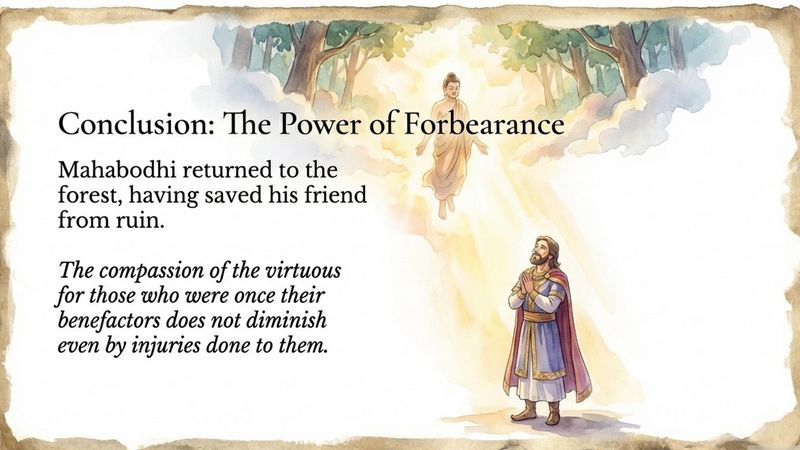 Conclusion: The Power of Forbearance
Mahabodhi returned to the
forest, having saved his friend
from ruin.
The compassion of the virtuous
for those who were once their
benefactors does not diminish
even by injuries done to them.